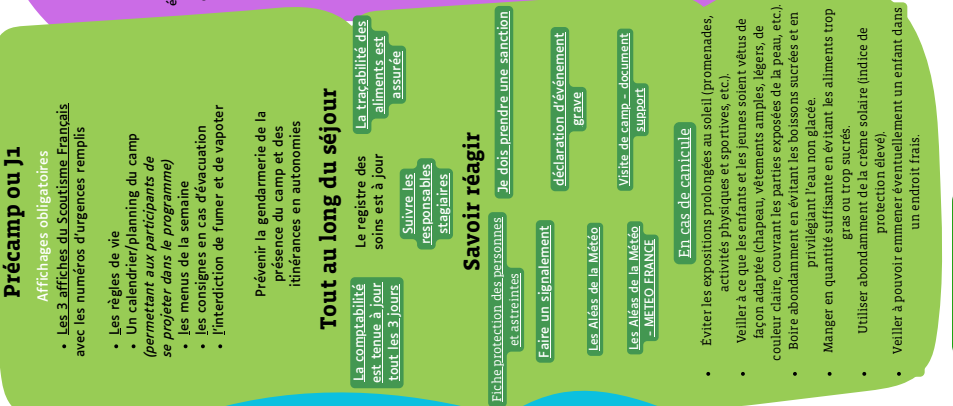 Précamp ou J1
Affichages obligatoires
• Les 3 affiches du Scoutisme Français
avec les numéros d'urgences remplis
• Les règles de vie
• Un calendrier/planning du camp
(permettant aux participants de
se projeter dans le programme)
• les menus de la semaine
• les consignes en cas d'évacuation
• l'interdiction de fumer et de vapoter
Prévenir la gendarmerie de la
présence du camp et des
itinérances en autonomies
Tout au long du séjour
La comptabilité
est tenue à jour
tout les 3 jours
Le registre des
soins est à jour
La traçabilité des
aliments est
assurée
Suivre les
responsables
stagiaires
Savoir réagir
Fiche protection des personnes
et astreintes
Je dois prendre une sanction
Faire un signalement
déclaration d'événement
grave
Les Aléas de la Météo
Les Aléas de la Météo
- METEO FRANCE
Visite de camp - document
support
En cas de canicule
• Éviter les expositions prolongées au soleil (promenades,
activités physiques et sportives, etc.).
• Veiller à ce que les enfants et les jeunes soient vêtus de
façon adaptée (chapeau, vêtements amples, légers, de
couleur claire, couvrant les parties exposées de la peau, etc.).
• Boire abondamment en évitant les boissons sucrées et en
privilégiant l'eau non glacée.
• Manger en quantité suffisante en évitant les aliments trop
gras ou trop sucrés.
• Utiliser abondamment de la crème solaire (indice de
protection élevé).
• Veiller à pouvoir emmener éventuellement un enfant dans
un endroit frais.